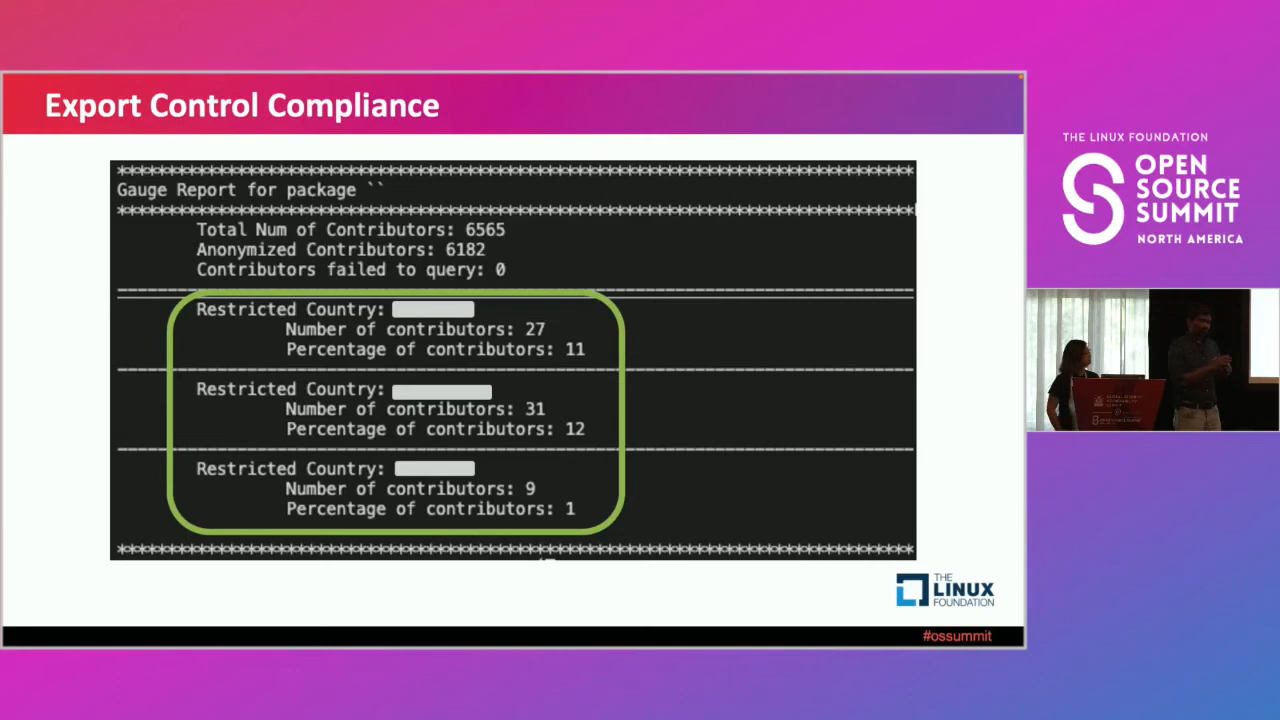 Export Control Compliance
********************************************************************************
Gauge Report for package ``
********************************************************************************
Total Num of Contributors: 6565
Anonymized Contributors: 6182
Contributors failed to query: 0
--------------------------------------------------------------------------------
Restricted Country:
Number of contributors: 27
Percentage of contributors: 11
--------------------------------------------------------------------------------
Restricted Country:
Number of contributors: 31
Percentage of contributors: 12
--------------------------------------------------------------------------------
Restricted Country:
Number of contributors: 9
Percentage of contributors: 1
********************************************************************************
THE
LINUX
FOUNDATION
#ossummit
THE LINUX FOUNDATION
OPEN
SOURCE
SUMMIT
NORTH AMERICA